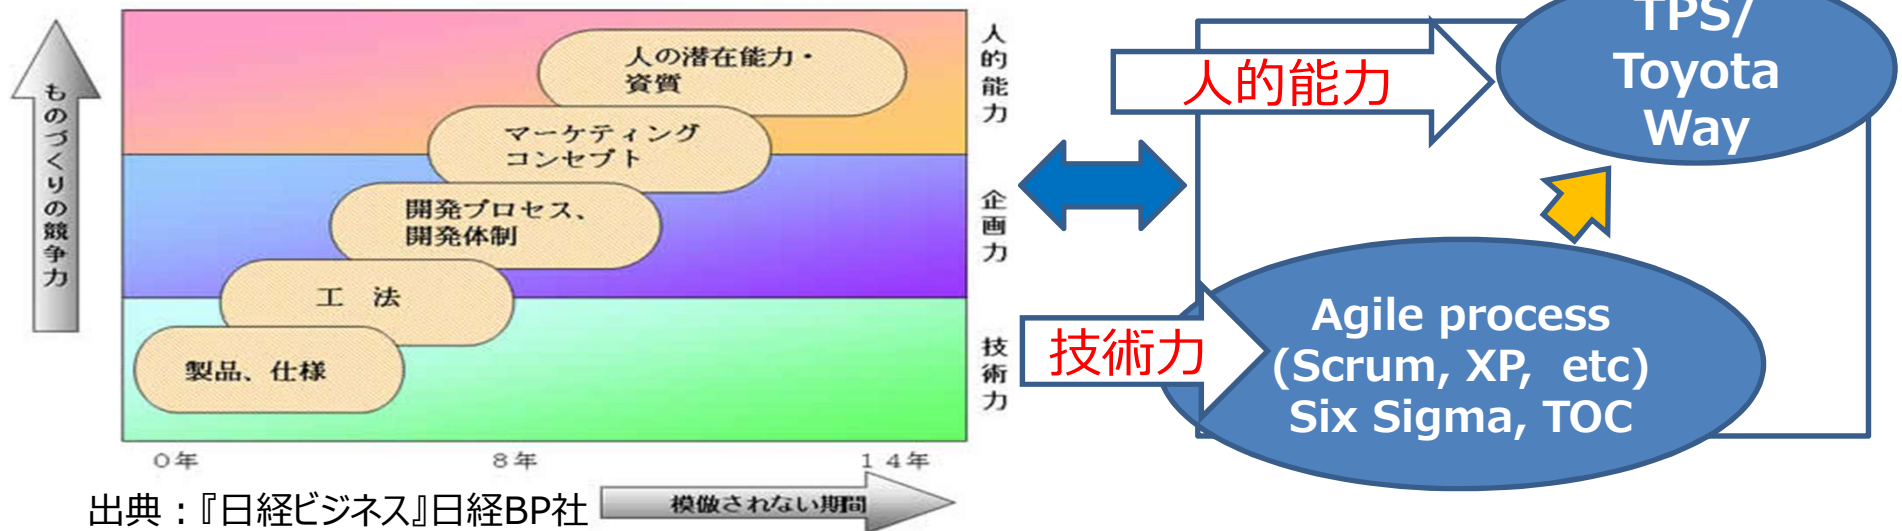 ものづくりの競争力
人の潜在能力・
資質
マーケティング
コンセプト
開発プロセス、
開発体制
工 法
製品、仕様
人的能力
企画力
技術力
0年
8年
14年
模倣されない期間
出典：『日経ビジネス』日経BP社
人的能力
技術力
TPS/
Toyota
Way
Agile process
(Scrum, XP, etc)
Six Sigma, TOC